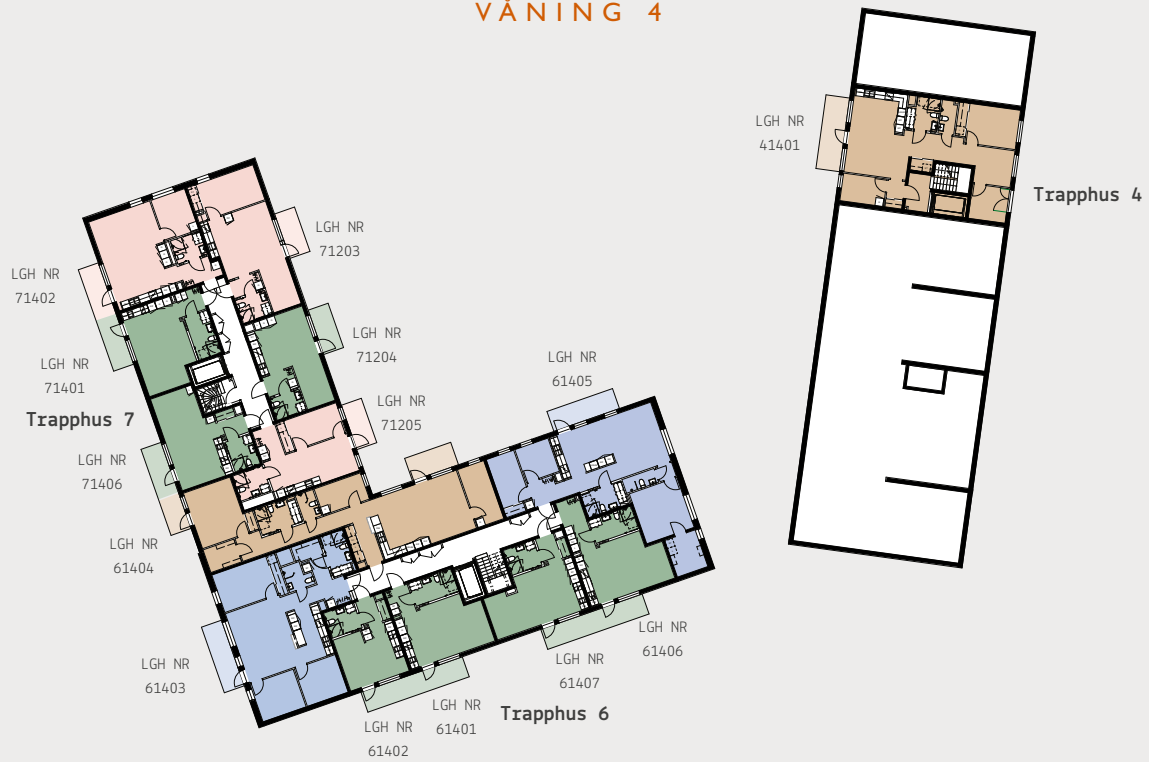 VÅNING 4
LGH NR
41401
Trapphus 4
LGH NR
71203
LGH NR
71402
LGH NR
71204
LGH NR
71401
LGH NR
61405
LGH NR
71205
Trapphus 7
LGH NR
71406
LGH NR
61404
LGH NR
61406
LGH NR
61407
LGH NR
61403
LGH NR
61401
Trapphus 6
LGH NR
61402